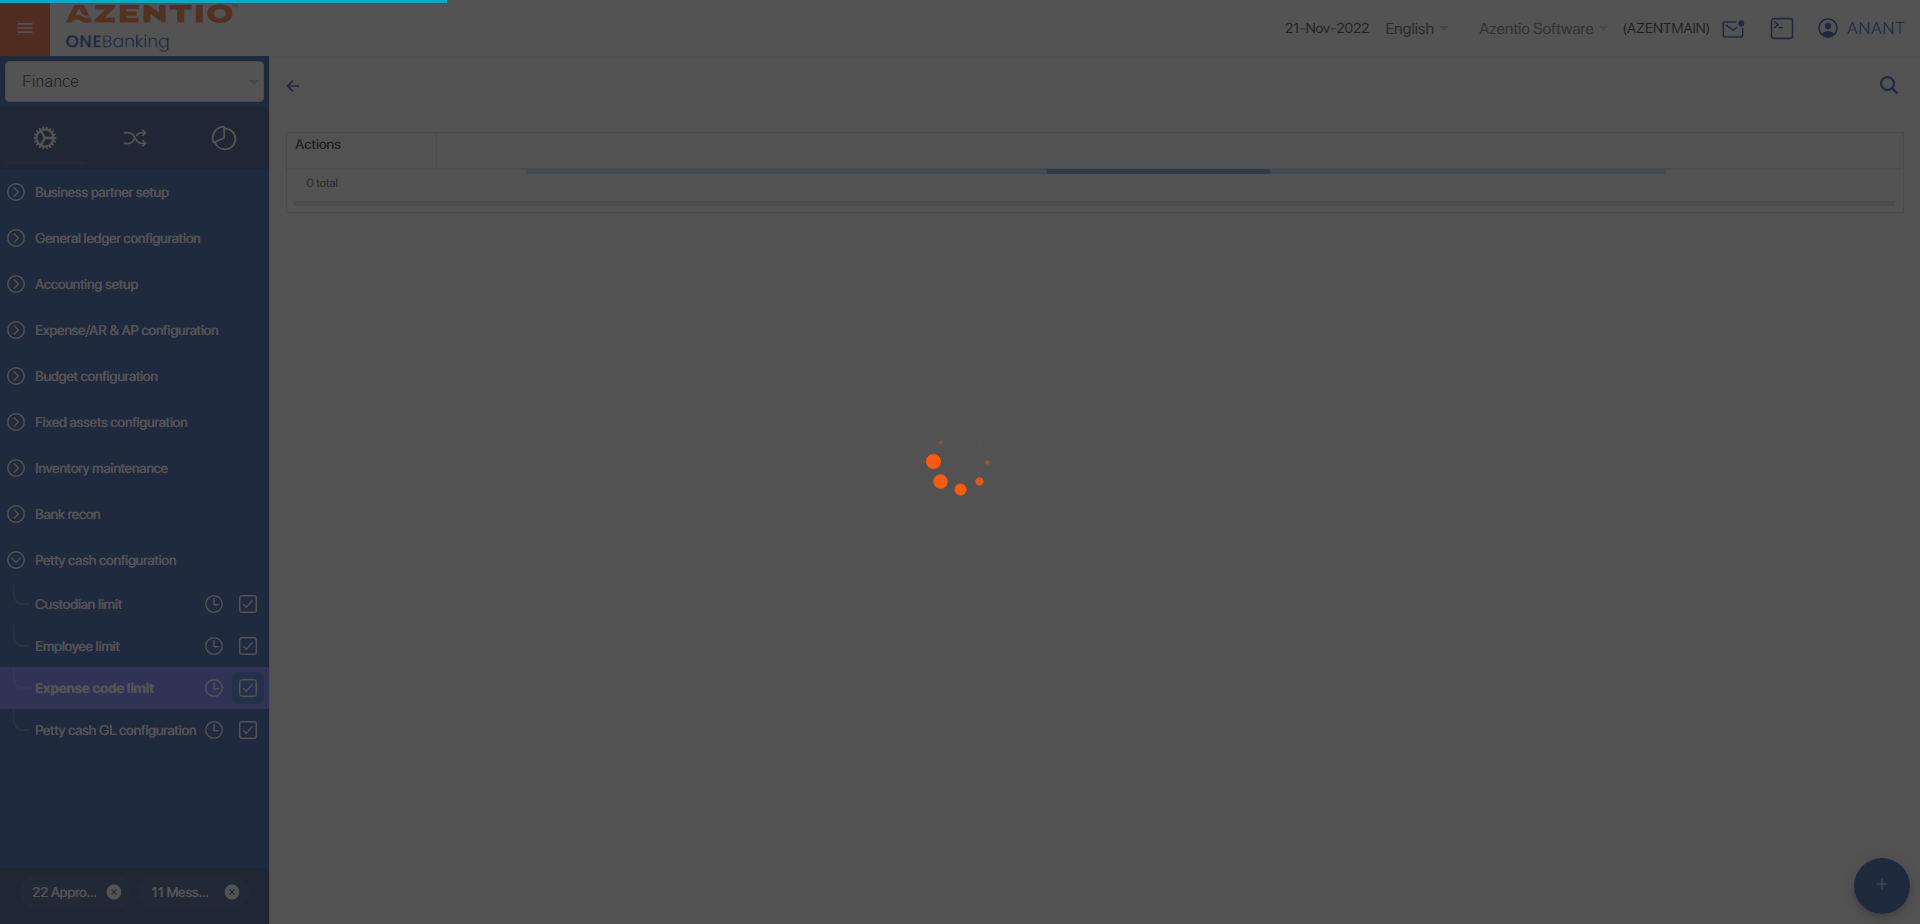 AZENTIO
ONEBanking
21-Nov-2022 English Azentio Software (AZENTMAIN) ANANT
Finance
Actions
0 total
Business partner setup
General ledger configuration
Accounting setup
Expense/AR & AP configuration
Budget configuration
Fixed assets configuration
Inventory maintenance
Bank recon
Petty cash configuration
Custodian limit
Employee limit
Expense code limit
Petty cash GL configuration
22 Appro... 11 Mess...